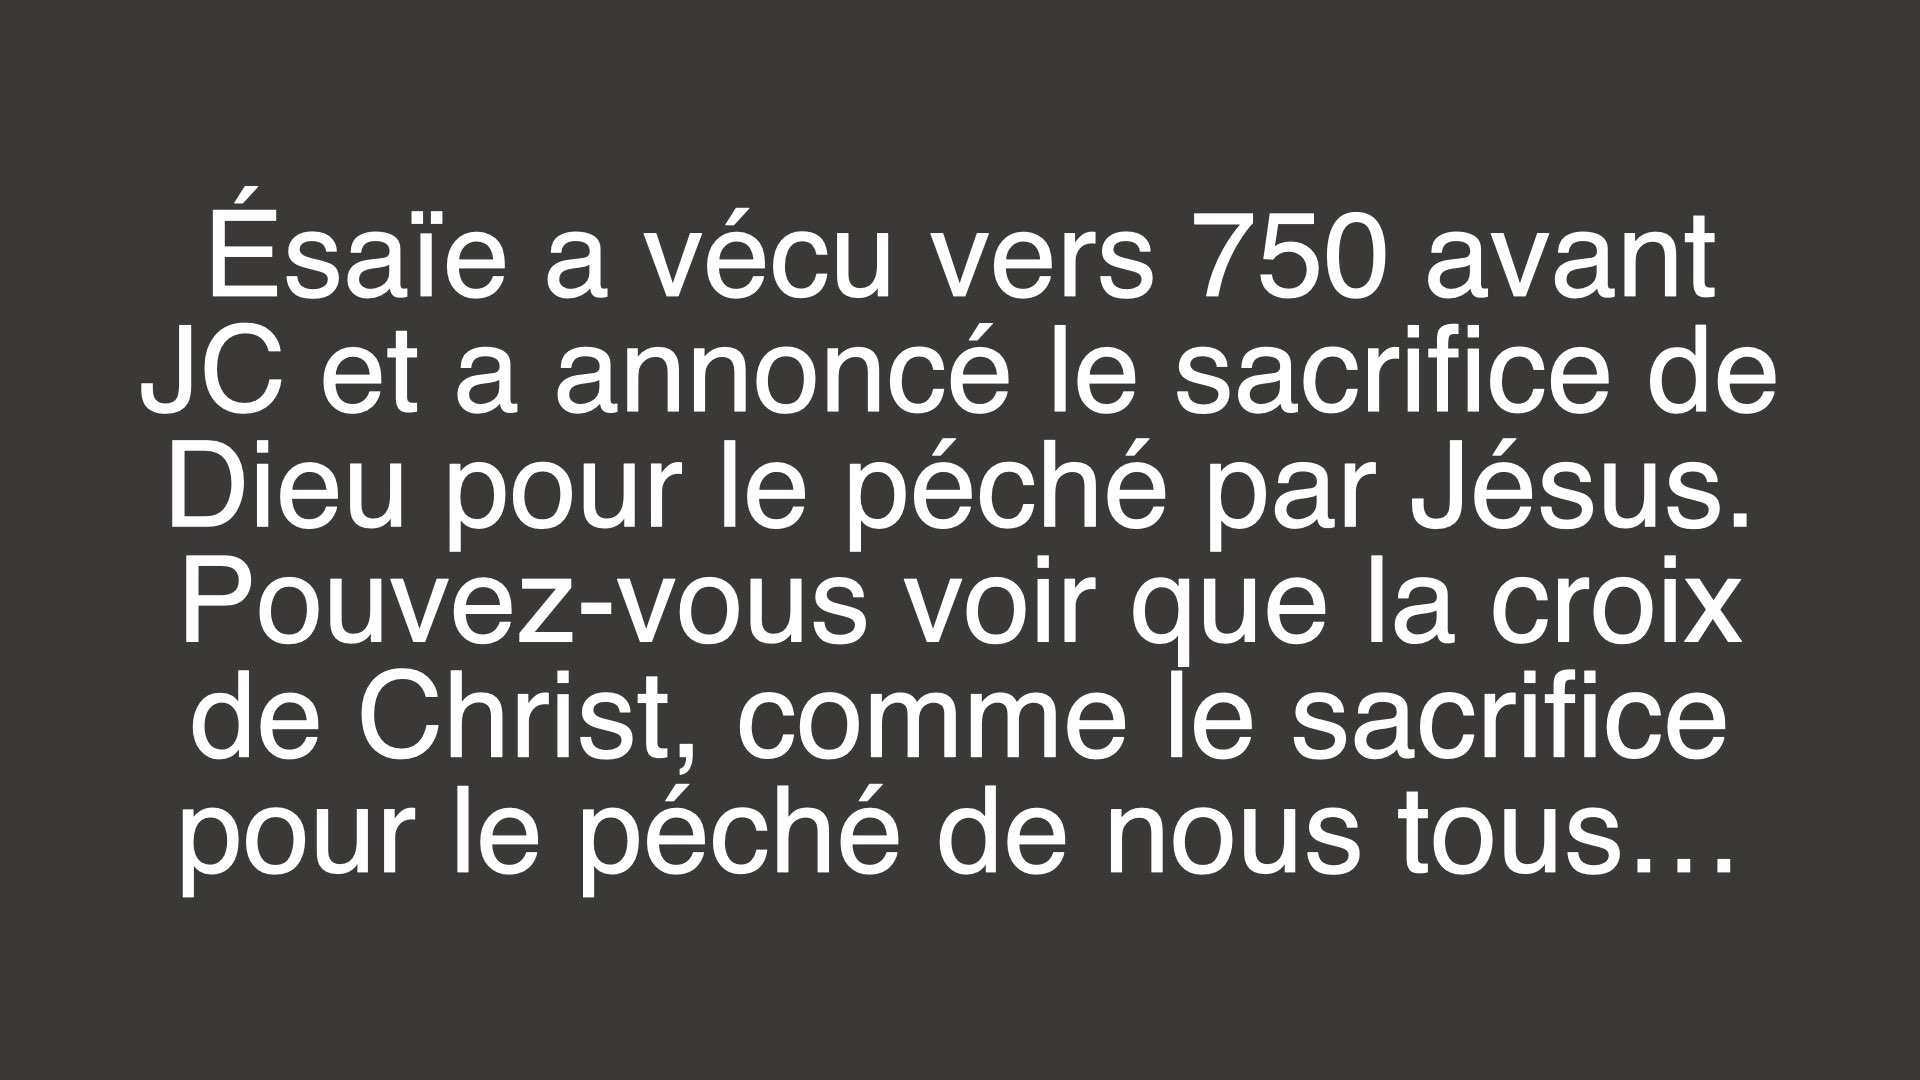 Ésaïe a vécu vers 750 avant
JC et a annoncé le sacrifice de
Dieu pour le péché par Jésus.
Pouvez-vous voir que la croix
de Christ, comme le sacrifice
pour le péché de nous tous…